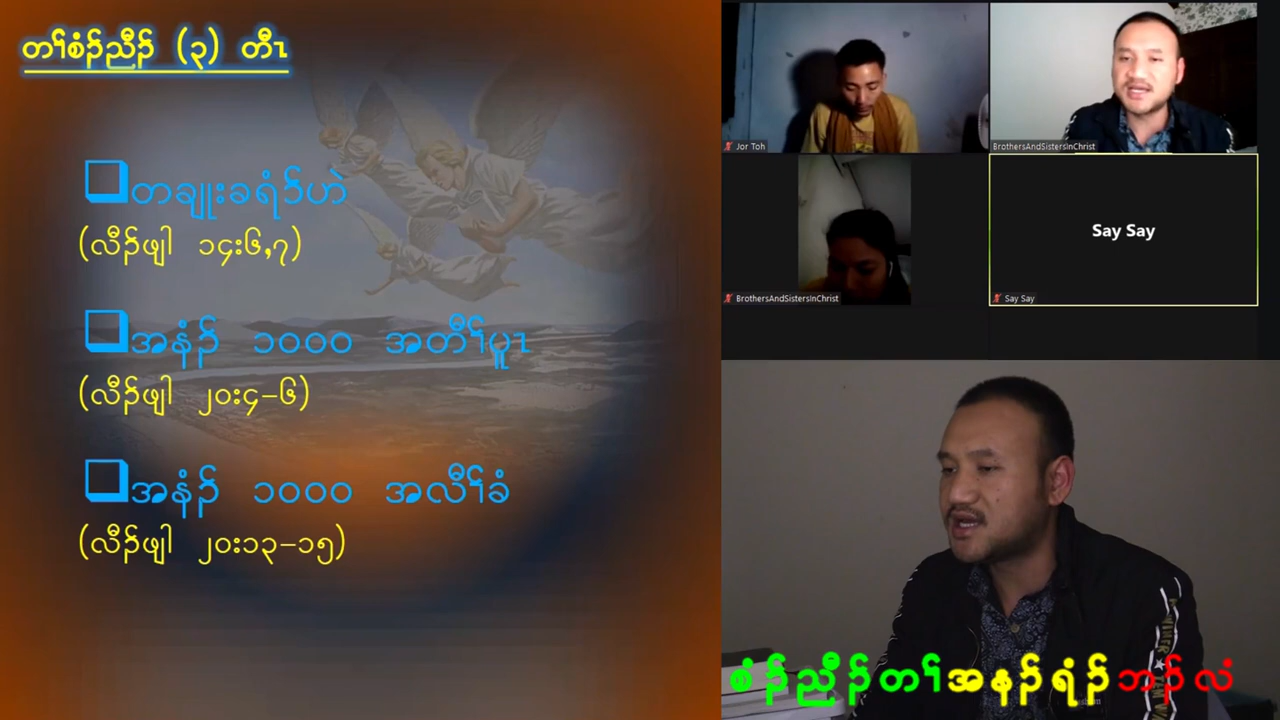 တၢ်စံၣ်ညီၣ် (၃) တီၤ
တချုးခရံာ်ဟဲ
(လီၣ်ဖျါ ၁၄း၆,၇)
အနံၣ် ၁၀၀၀ အတီၢ်ပူၤ
(လီၣ်ဖျါ ၂၀း၄-၆)
အနံၣ် ၁၀၀၀ အလီၢ်ခံ
(လီၣ်ဖျါ ၂၀း၁၃-၁၅)
Jor Toh
BrothersAndSistersInChrist
BrothersAndSistersInChrist
Say Say
Say Say
စံၣ်ညီၣ်တၢ်အနၣ်ရံၣ်ဘၣ်လံ